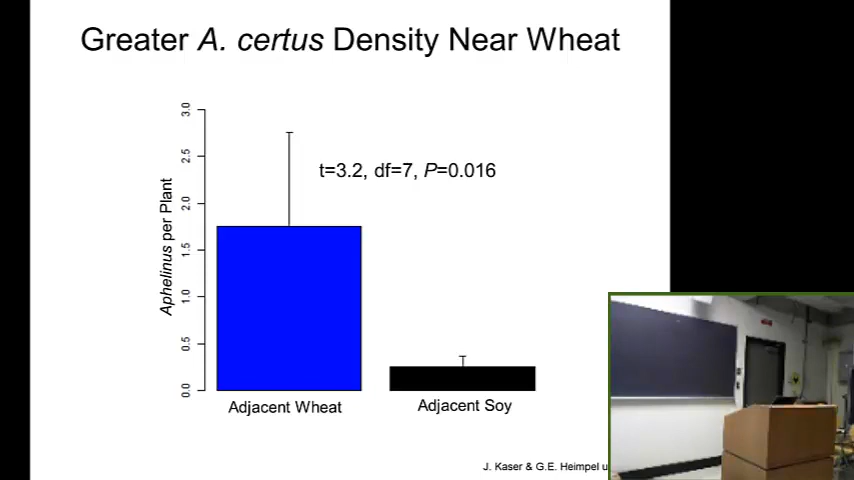 Greater A. certus Density Near Wheat
3.0
2.5
2.0
1.5
1.0
0.5
0.0
Aphelinus per Plant
t=3.2, df=7, P=0.016
Adjacent Wheat
Adjacent Soy
J. Kaser & G.E. Heimpel u